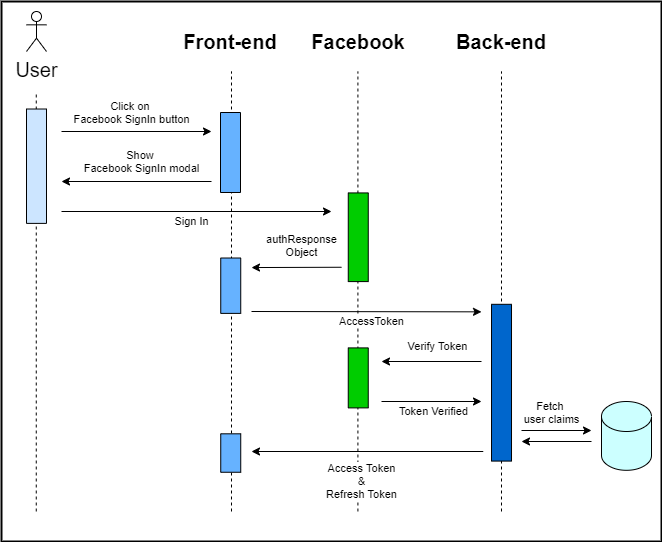 User
Front-end
Facebook
Back-end
Click on
Facebook SignIn button
Show
Facebook SignIn modal
Sign In
authResponse
Object
AccessToken
Verify Token
Token Verified
Fetch
user claims
Access Token
&
Refresh Token